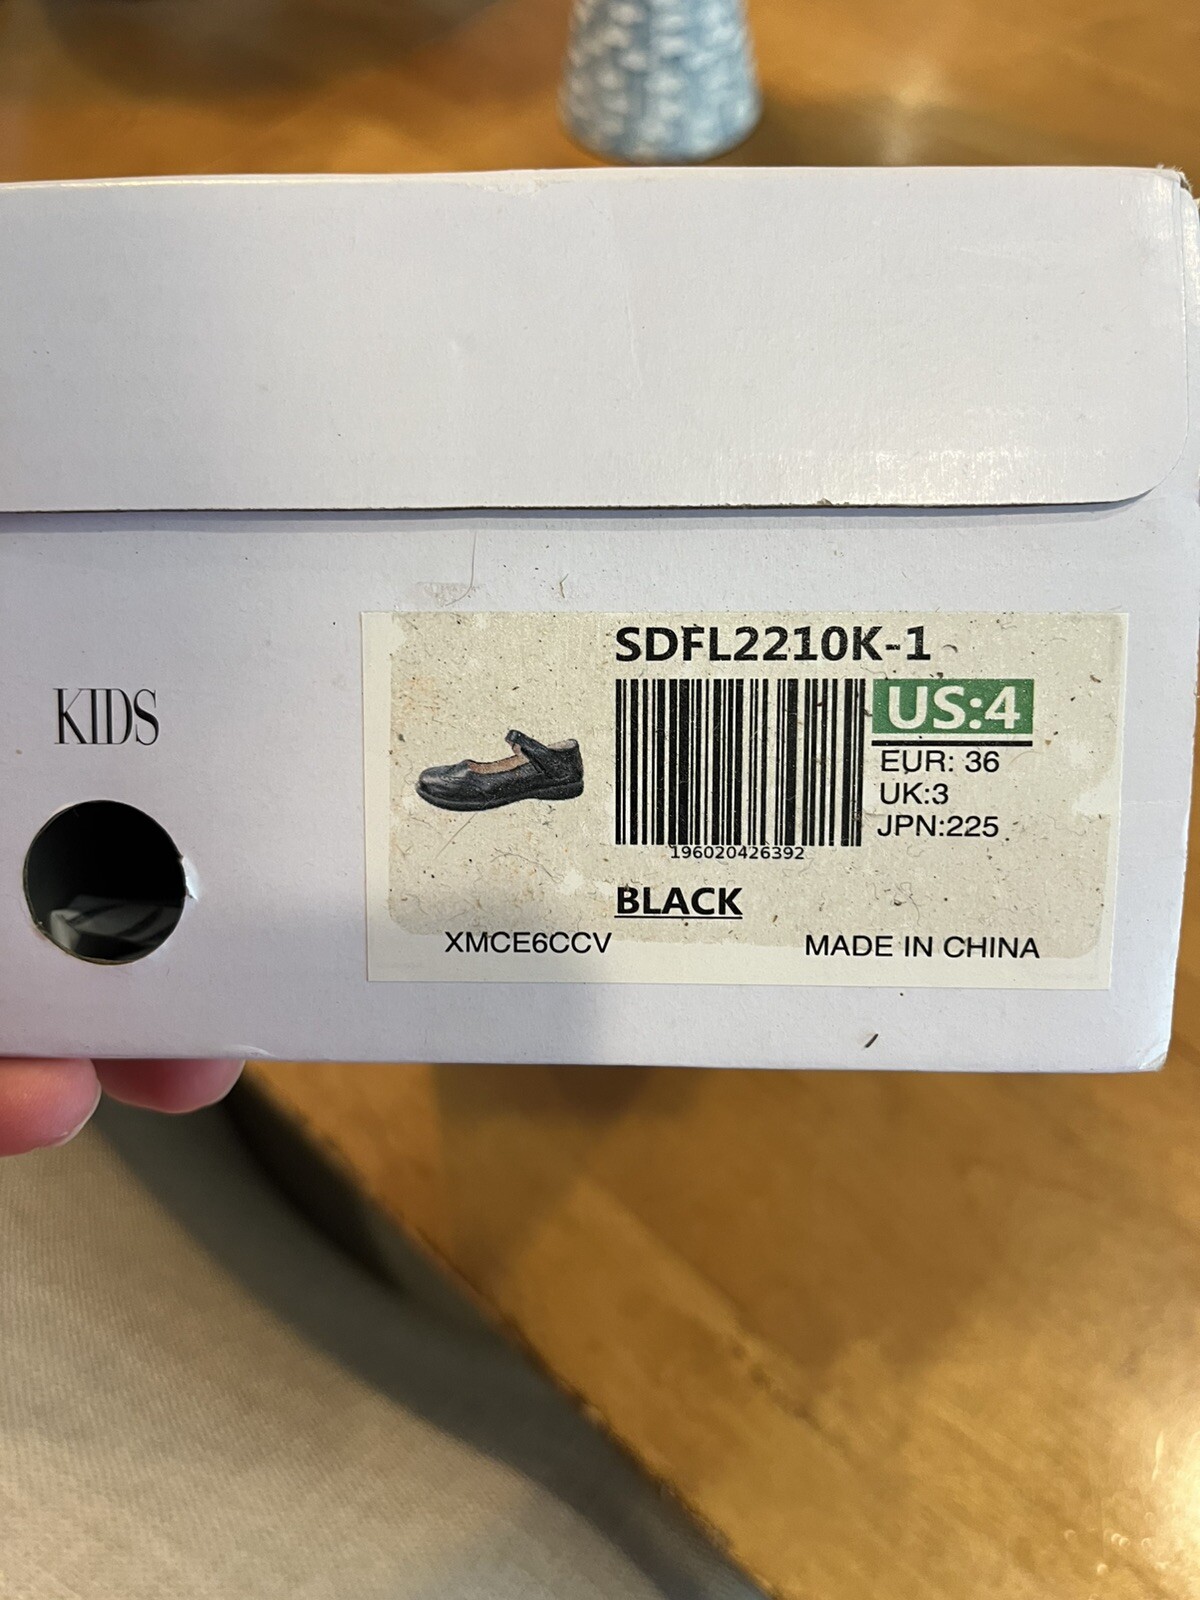 KIDS
SDFL2210K-1
US:4
EUR: 36
UK:3
JPN:225
196020426392
BLACK
XMCE6CCV
MADE IN CHINA